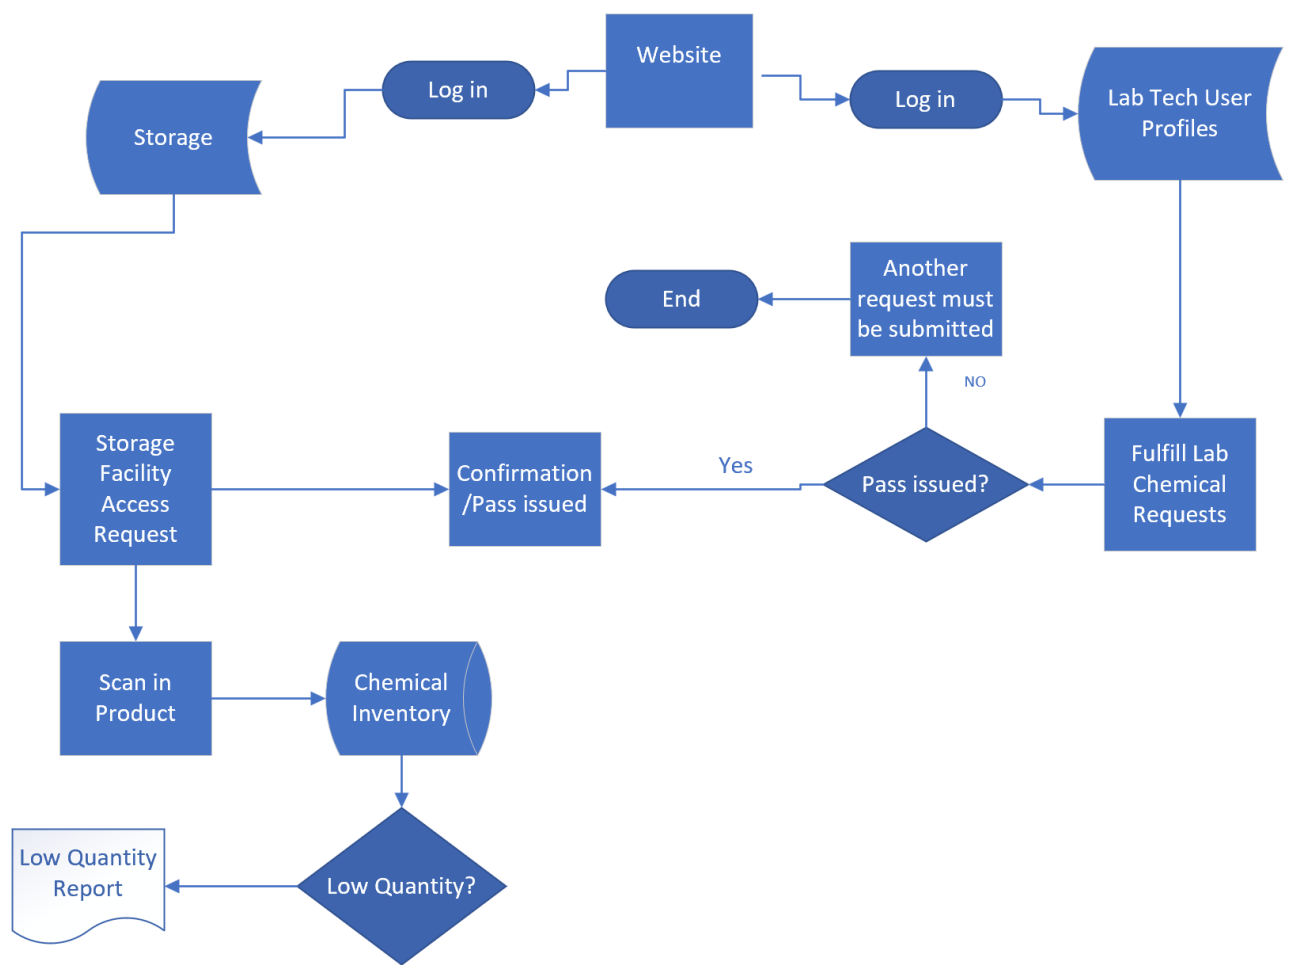 Website
Log in
Log in
Lab Tech User
Profiles
Storage
Another
request must
be submitted
End
NO
Storage
Facility
Access
Request
Confirmation
/Pass issued
Yes
Pass issued?
Fulfill Lab
Chemical
Requests
Scan in
Product
Chemical
Inventory
Low Quantity
Report
Low Quantity?